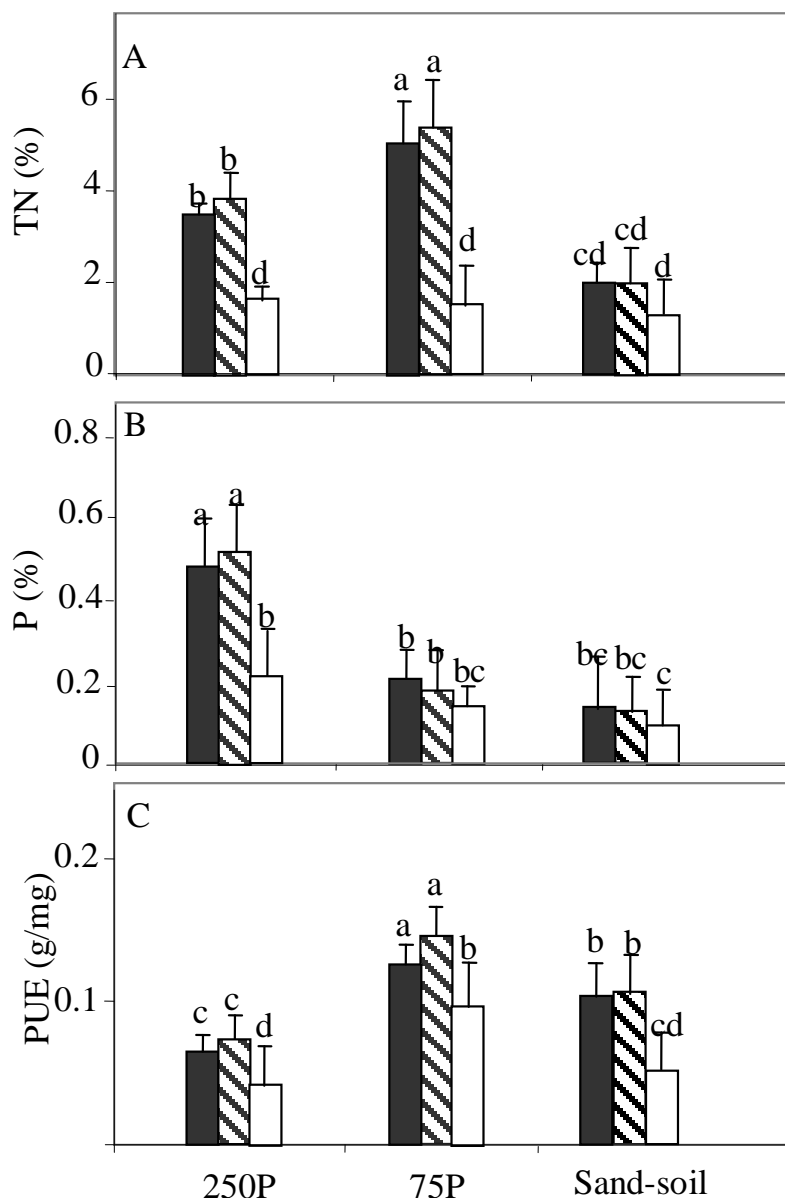 A
TN (%)
6
4
2
0
b b d
a a d
cd cd d
B
P (%)
0.8
0.6
0.4
0.2
0
a a b
b b bc
bc bc c
C
PUE (g/mg)
0.2
0.1
c c d
a a b
b b cd
250P 75P Sand-soil